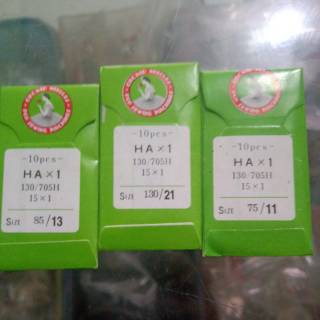 -10pcs-
HA×1
130/705H
15×1
SIZE 85/13
-10pcs-
HA×1
130/705H
15×1
SIZE 130/21
-10pcs-
HA×1
130/705H
15×1
SIZE 75/11